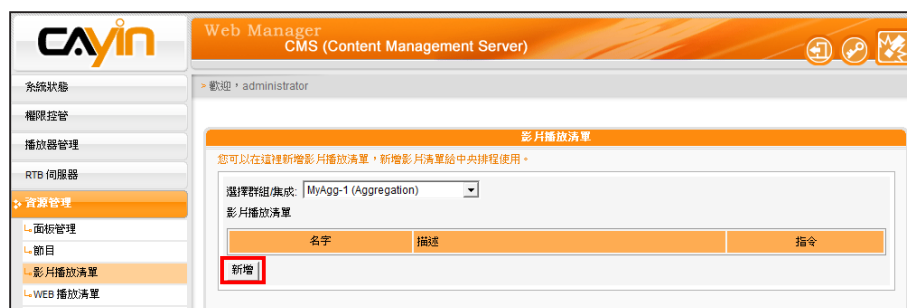 CAYIN
Web Manager
CMS (Content Management Server)
系統狀態
權限控管
播放器管理
RTB 伺服器
資源管理
面板管理
節目
影片播放清單
WEB 播放清單
歡迎，administrator
影片播放清單
您可以在這裡新增影片播放清單，新增影片清單給中央排程使用。
選擇群組/集成: MyAgg-1 (Aggregation)
影片播放清單
名字 描述 指令
新增